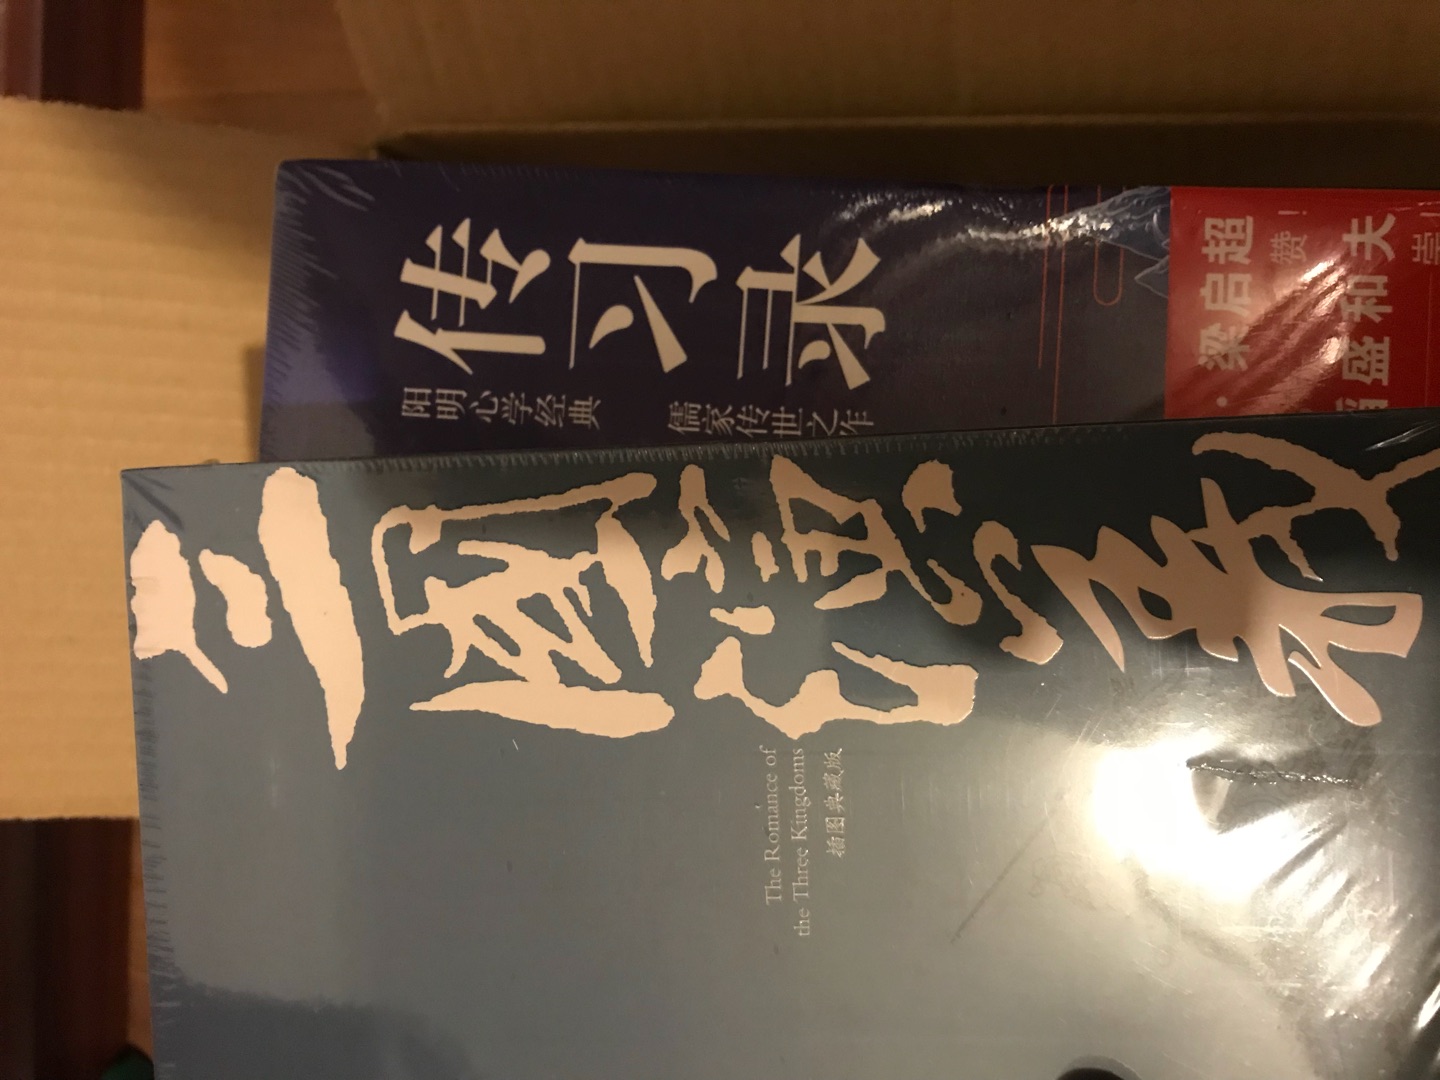 传习录
阳明心学经典
儒家传世之作
梁启超
赞！
稻盛和夫
三國演義
The Romance of
the Three Kingdoms
插图典藏版